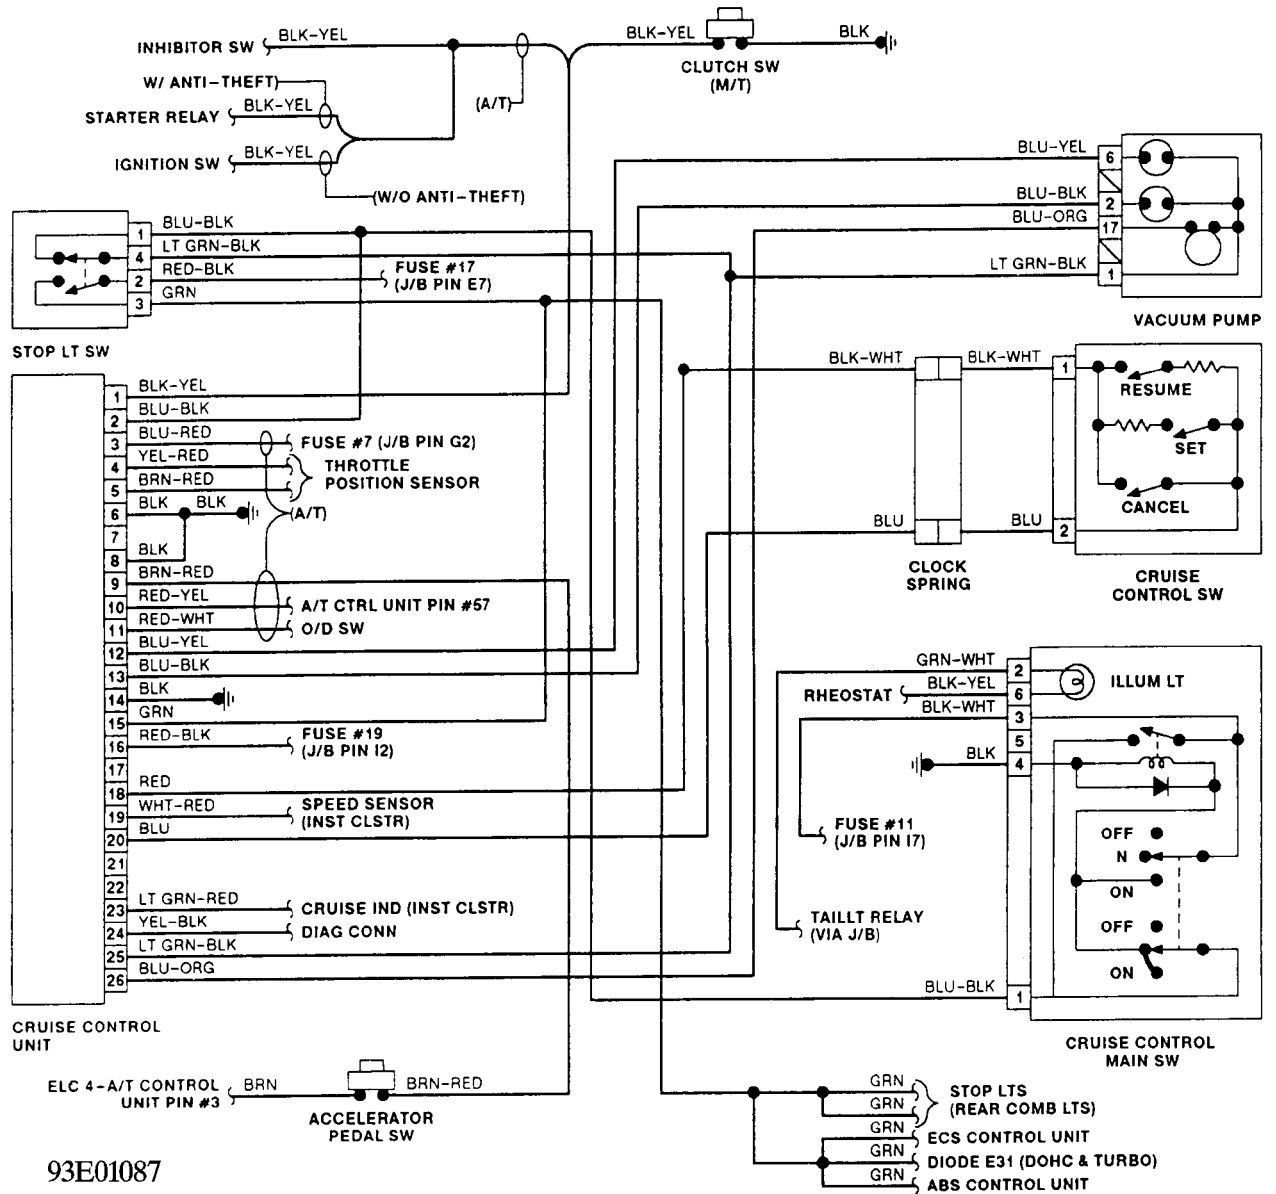 INHIBITOR SW
BLK-YEL
W/ ANTI-THEFT)
STARTER RELAY
BLK-YEL
(A/T)
IGNITION SW
BLK-YEL
(W/O ANTI-THEFT)
BLK-YEL
BLK
CLUTCH SW
(M/T)
BLU-YEL
6
BLU-BLK
2
BLU-ORG
17
LT GRN-BLK
1
VACUUM PUMP
1
BLU-BLK
4
LT GRN-BLK
2
RED-BLK
FUSE #17
(J/B PIN E7)
3
GRN
STOP LT SW
BLK-WHT
BLK-WHT
1
RESUME
SET
CANCEL
BLU
BLU
2
CLOCK
SPRING
CRUISE
CONTROL SW
1
BLK-YEL
2
BLU-BLK
3
BLU-RED
FUSE #7 (J/B PIN G2)
4
YEL-RED
THROTTLE
POSITION SENSOR
5
BRN-RED
6
BLK
BLK
(A/T)
7
8
BLK
9
BRN-RED
10
RED-YEL
A/T CTRL UNIT PIN #57
11
RED-WHT
O/D SW
12
BLU-YEL
13
BLU-BLK
14
BLK
15
GRN
16
RED-BLK
FUSE #19
(J/B PIN I2)
17
18
RED
19
WHT-RED
SPEED SENSOR
(INST CLSTR)
20
BLU
21
22
23
LT GRN-RED
CRUISE IND (INST CLSTR)
24
YEL-BLK
DIAG CONN
25
LT GRN-BLK
26
BLU-ORG
CRUISE CONTROL
UNIT
GRN-WHT
2
ILLUM LT
RHEOSTAT
BLK-YEL
6
BLK-WHT
3
5
BLK
4
FUSE #11
(J/B PIN I7)
OFF
N
ON
TAILLT RELAY
(VIA J/B)
OFF
ON
BLU-BLK
1
CRUISE CONTROL
MAIN SW
ELC 4-A/T CONTROL
UNIT PIN #3
BRN
BRN-RED
ACCELERATOR
PEDAL SW
GRN
GRN
STOP LTS
(REAR COMB LTS)
GRN
ECS CONTROL UNIT
GRN
DIODE E31 (DOHC & TURBO)
GRN
ABS CONTROL UNIT
93E01087